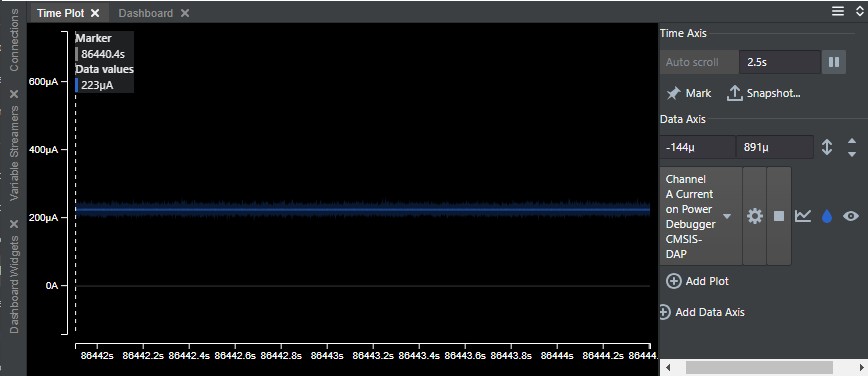 Time Plot
Dashboard
Connections
Variable Streamers
Dashboard Widgets
Marker
86440.4s
Data values
223µA
600µA
400µA
200µA
0A
86442s 86442.2s 86442.4s 86442.6s 86442.8s 86443s 86443.2s 86443.4s 86443.6s 86443.8s 86444s 86444.2s 86444.
Time Axis
Auto scroll 2.5s
Mark Snapshot...
Data Axis
-144µ 891µ
Channel
A Current
on Power
Debugger
CMSIS-
DAP
Add Plot
Add Data Axis